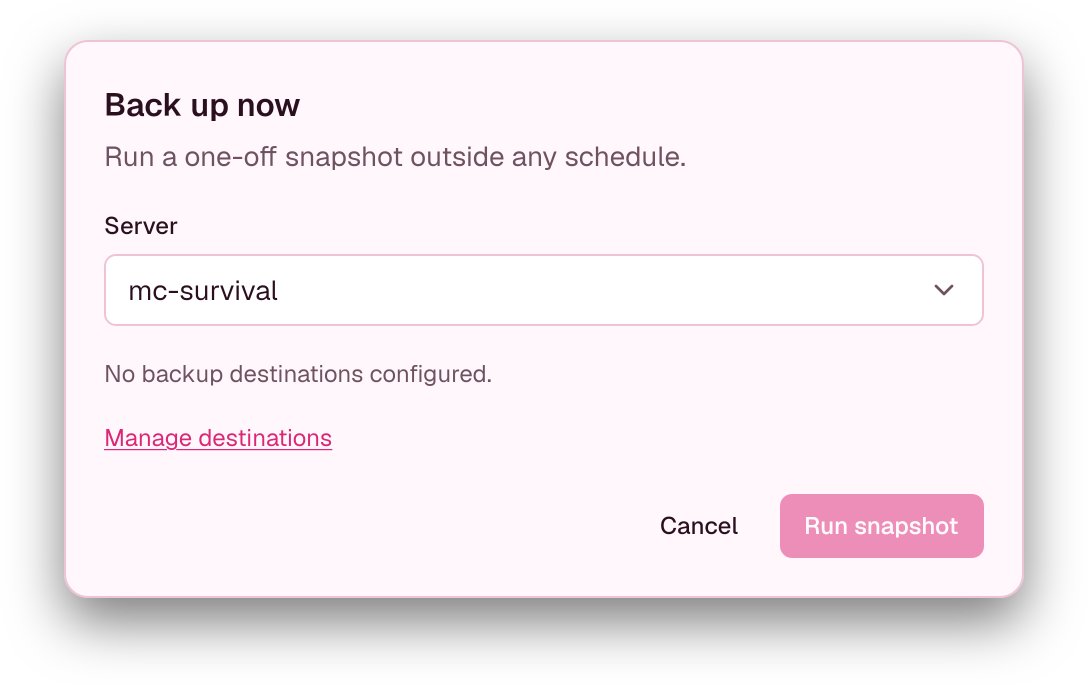 Back up now
Run a one-off snapshot outside any schedule.
Server
mc-survival
No backup destinations configured.
Manage destinations
Cancel
Run snapshot